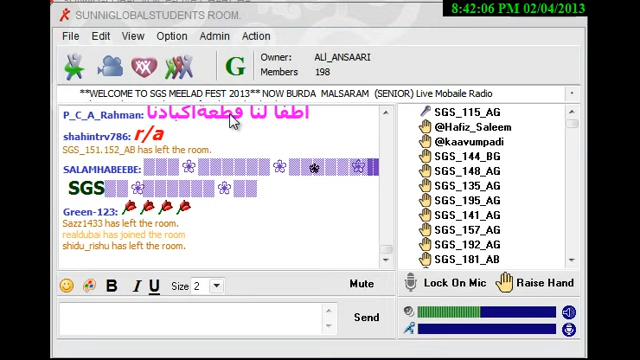 8:42:06 PM 02/04/2013
SUNNIGLOBALSTUDENTS ROOM.
File Edit View Option Admin Action
G
Owner: ALI_ANSAARI
Members 198
**WELCOME TO SGS MEELAD FEST 2013** NOW BURDA MALSARAM (SENIOR) Live Mobaile Radio
P_C_A_Rahman: اطفا لنا قطعةاكبادنا
shahintrv786: r/a
SGS_151.152_AB has left the room.
SALAMHABEEBE:
SGS
Green-123:
Sazz1433 has left the room.
realdubai has joined the room
shidu_rishu has left the room.
SGS_115_AG
@Hafiz_Saleem
@kaavumpadi
SGS_144_BG
SGS_148_AG
SGS_135_AG
SGS_195_AG
SGS_141_AG
SGS_157_AG
SGS_192_AG
SGS_181_AB
B I U Size 2 Mute
Lock On Mic Raise Hand
Send